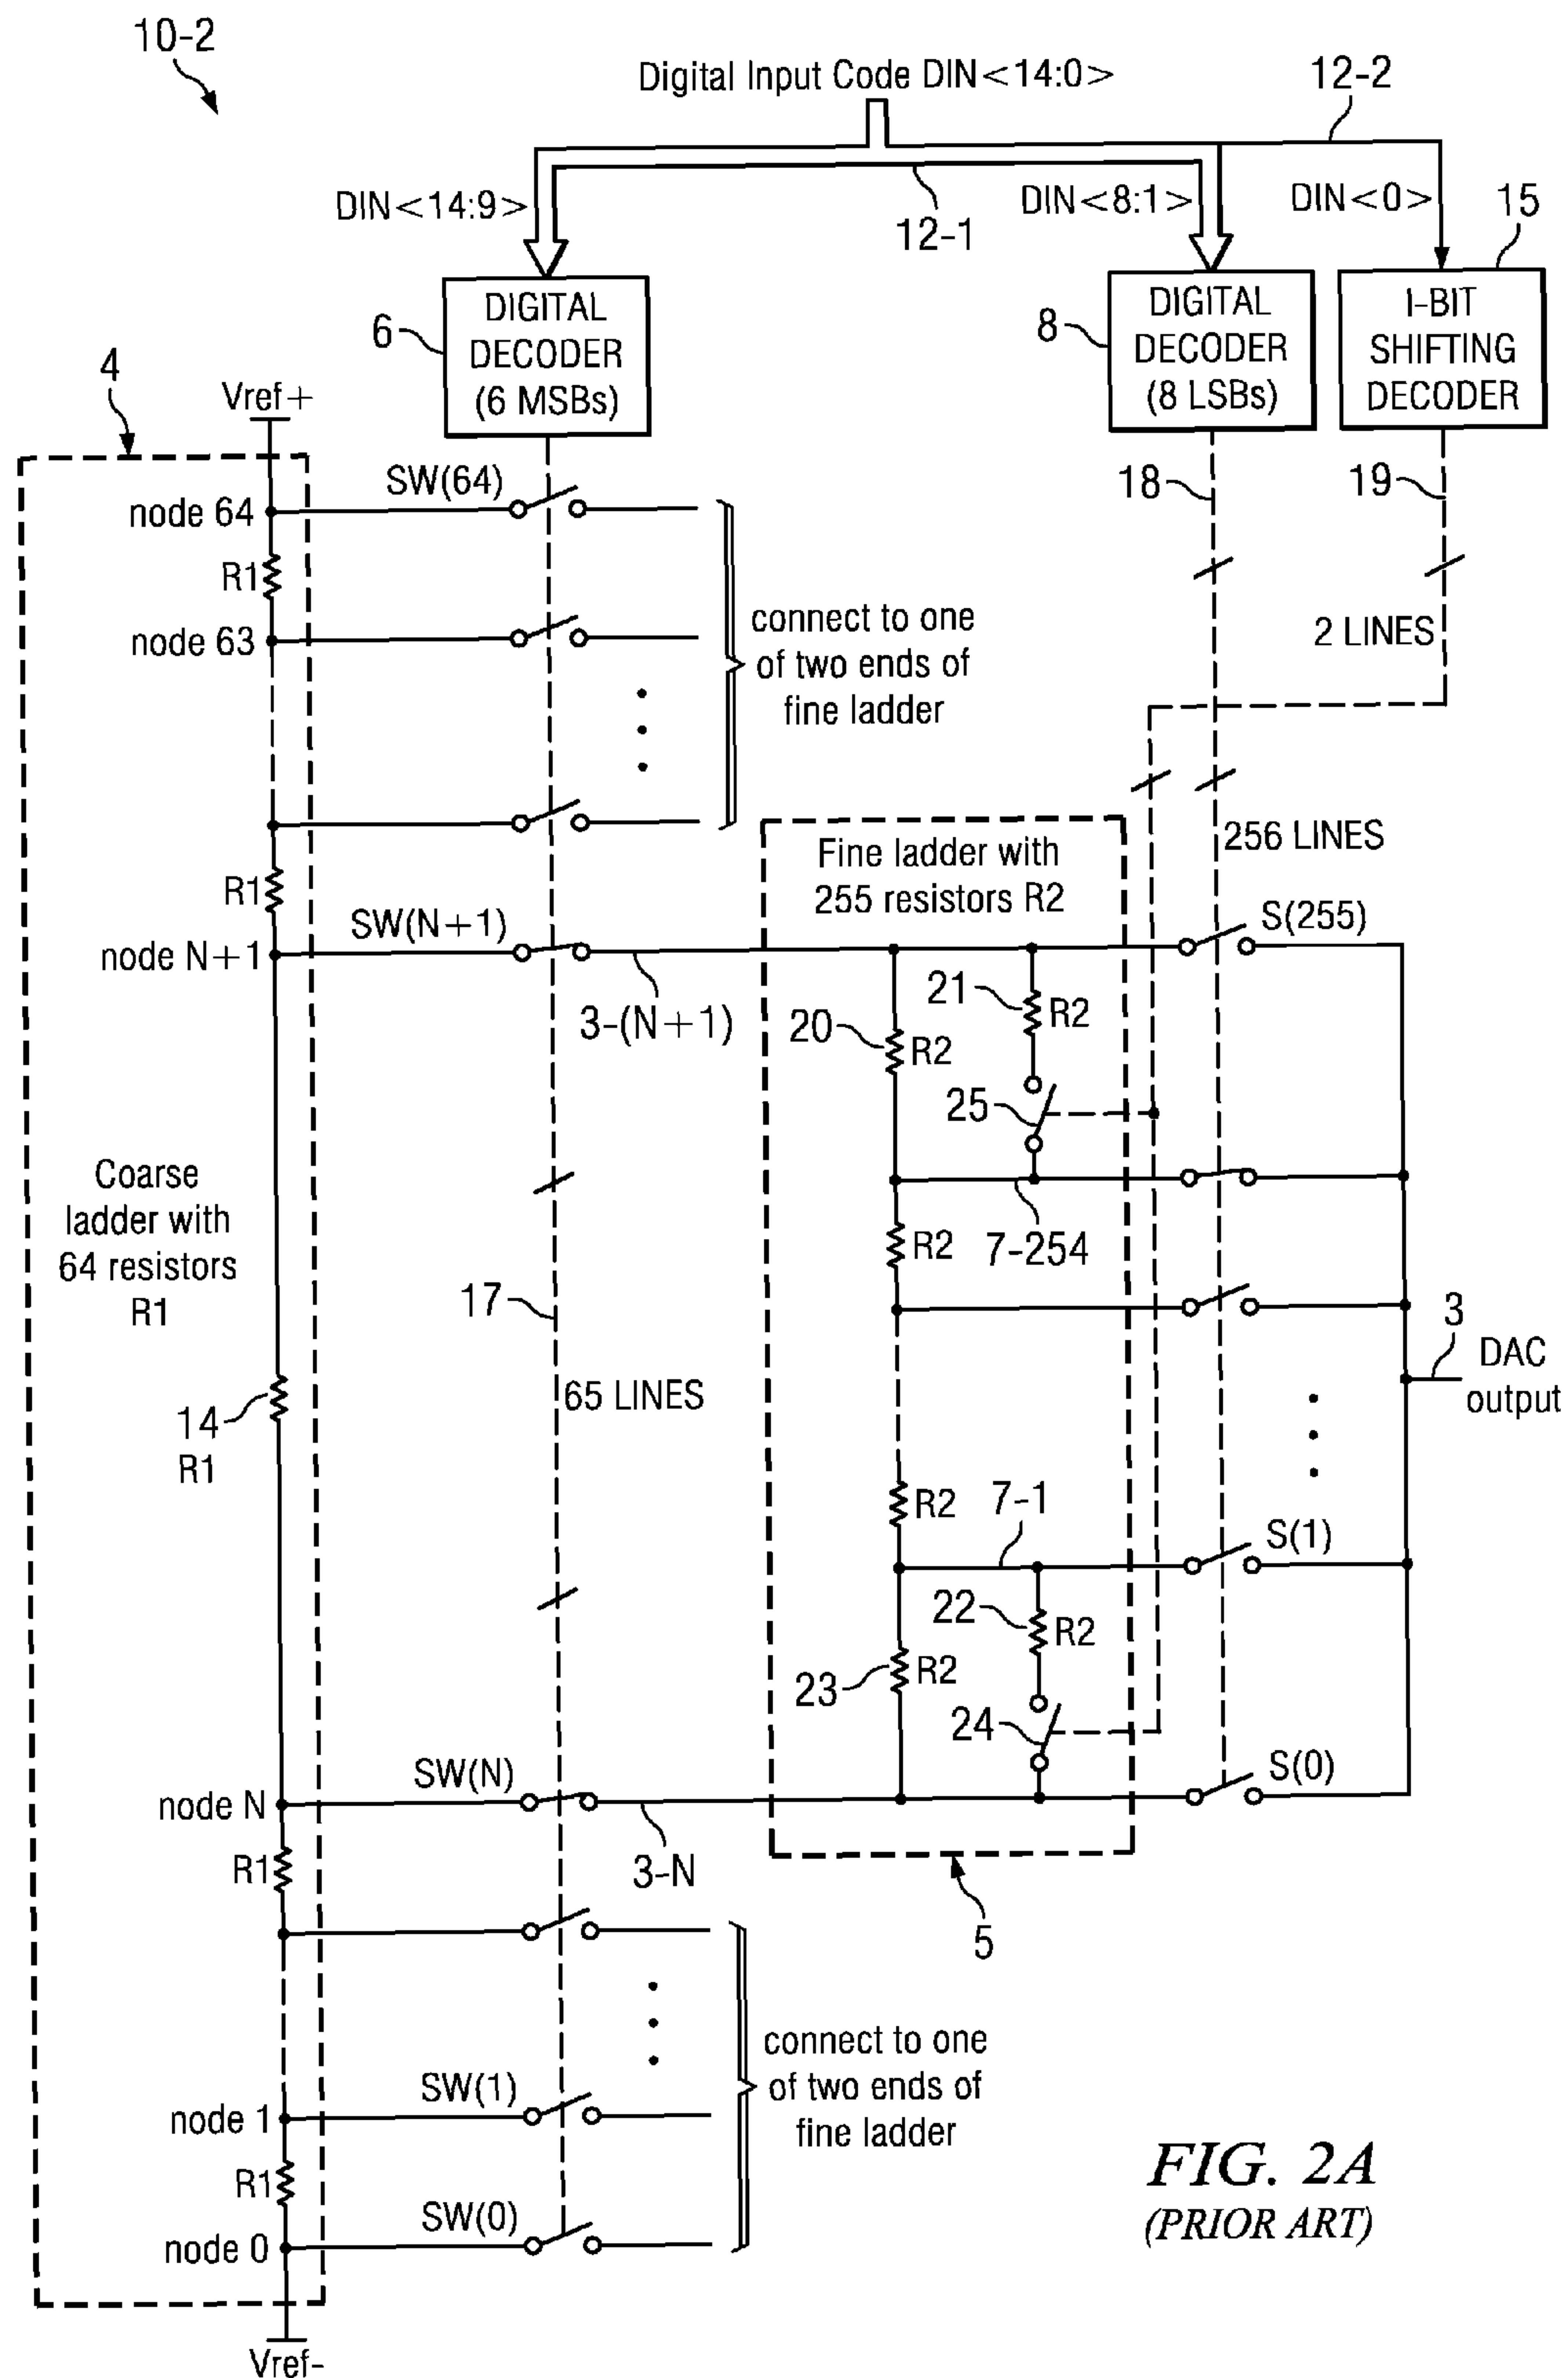 10-2
Digital Input Code DIN<14:0>
12-2
DIN<14:9>
12-1
DIN<8:1>
DIN<0>
15
6
DIGITAL
DECODER
(6 MSBs)
8
DIGITAL
DECODER
(8 LSBs)
1-BIT
SHIFTING
DECODER
4
Vref+
SW(64)
18
19
node 64
R1
node 63
connect to one
of two ends of
fine ladder
2 LINES
Fine ladder with
255 resistors R2
256 LINES
R1
SW(N+1)
S(255)
node N+1
3-(N+1)
20
R2
21
R2
25
Coarse
ladder with
64 resistors
R1
R2
7-254
17
3
DAC
output
65 LINES
14
R1
R2
7-1
S(1)
22
R2
23
R2
24
SW(N)
S(0)
node N
3-N
R1
5
connect to one
of two ends of
fine ladder
SW(1)
node 1
R1
SW(0)
node 0
Vref-
FIG. 2A
(PRIOR ART)